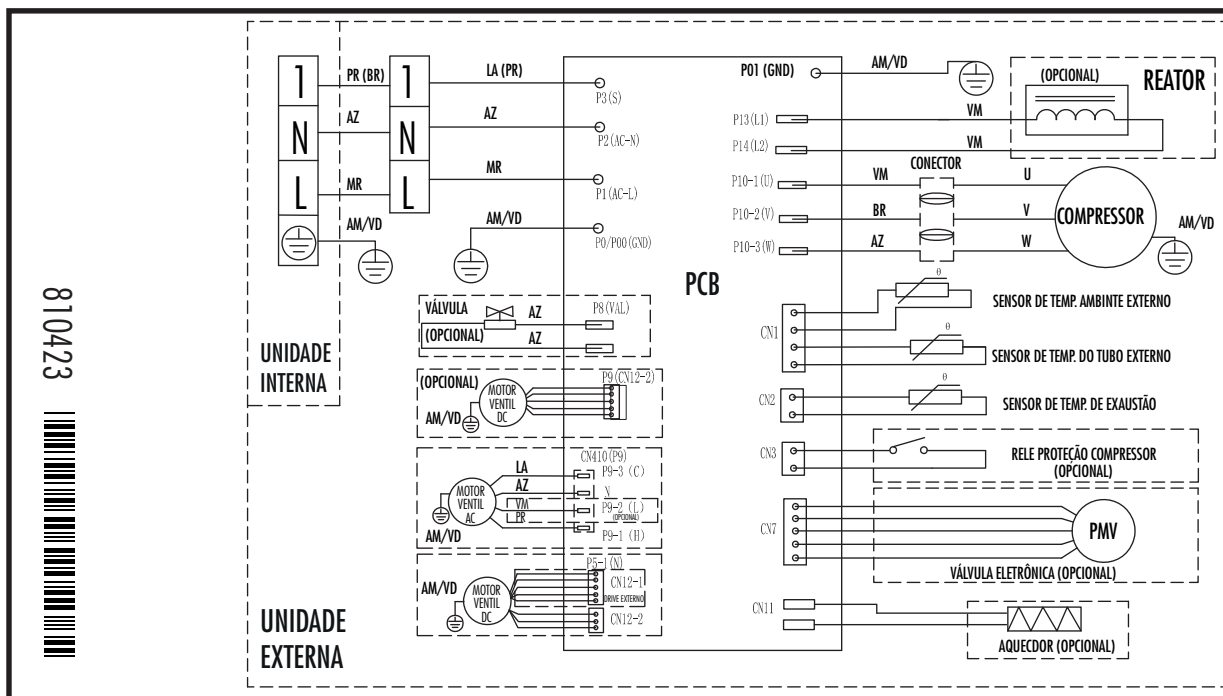 810423
1
N
L
PR (BR)
AZ
MR
AM/VD
1
N
L
LA (PR)
AZ
MR
AM/VD
P3(S)
P2(AC-N)
P1(AC-L)
P0/P00(GND)
UNIDADE
INTERNA
UNIDADE
EXTERNA
VÁLVULA
(OPCIONAL)
AZ
AZ
P8(VAL)
(OPCIONAL)
MOTOR
VENTIL
DC
AM/VD
P9(CN12-2)
CN410(P9)
LA
AZ
VM
PR
MOTOR
VENTIL
AC
AM/VD
P9-3 (C)
N
P9-2 (L)
(OPCIONAL)
P9-1 (H)
P5-1(N)
AM/VD
MOTOR
VENTIL
DC
CN12-1
DRIVE EXTERNO
CN12-2
PCB
P01 (GND)
AM/VD
P13(L1)
VM
P14(L2)
VM
(OPCIONAL)
REATOR
CONECTOR
P10-1(U)
VM
U
P10-2(V)
BR
V
P10-3(W)
AZ
W
COMPRESSOR
AM/VD
CN1
θ
SENSOR DE TEMP. AMBINTE EXTERNO
θ
SENSOR DE TEMP. DO TUBO EXTERNO
CN2
θ
SENSOR DE TEMP. DE EXAUSTÃO
CN3
RELE PROTEÇÃO COMPRESSOR
(OPCIONAL)
CN7
PMV
VÁLVULA ELETRÔNICA (OPCIONAL)
CN11
AQUECDOR (OPCIONAL)